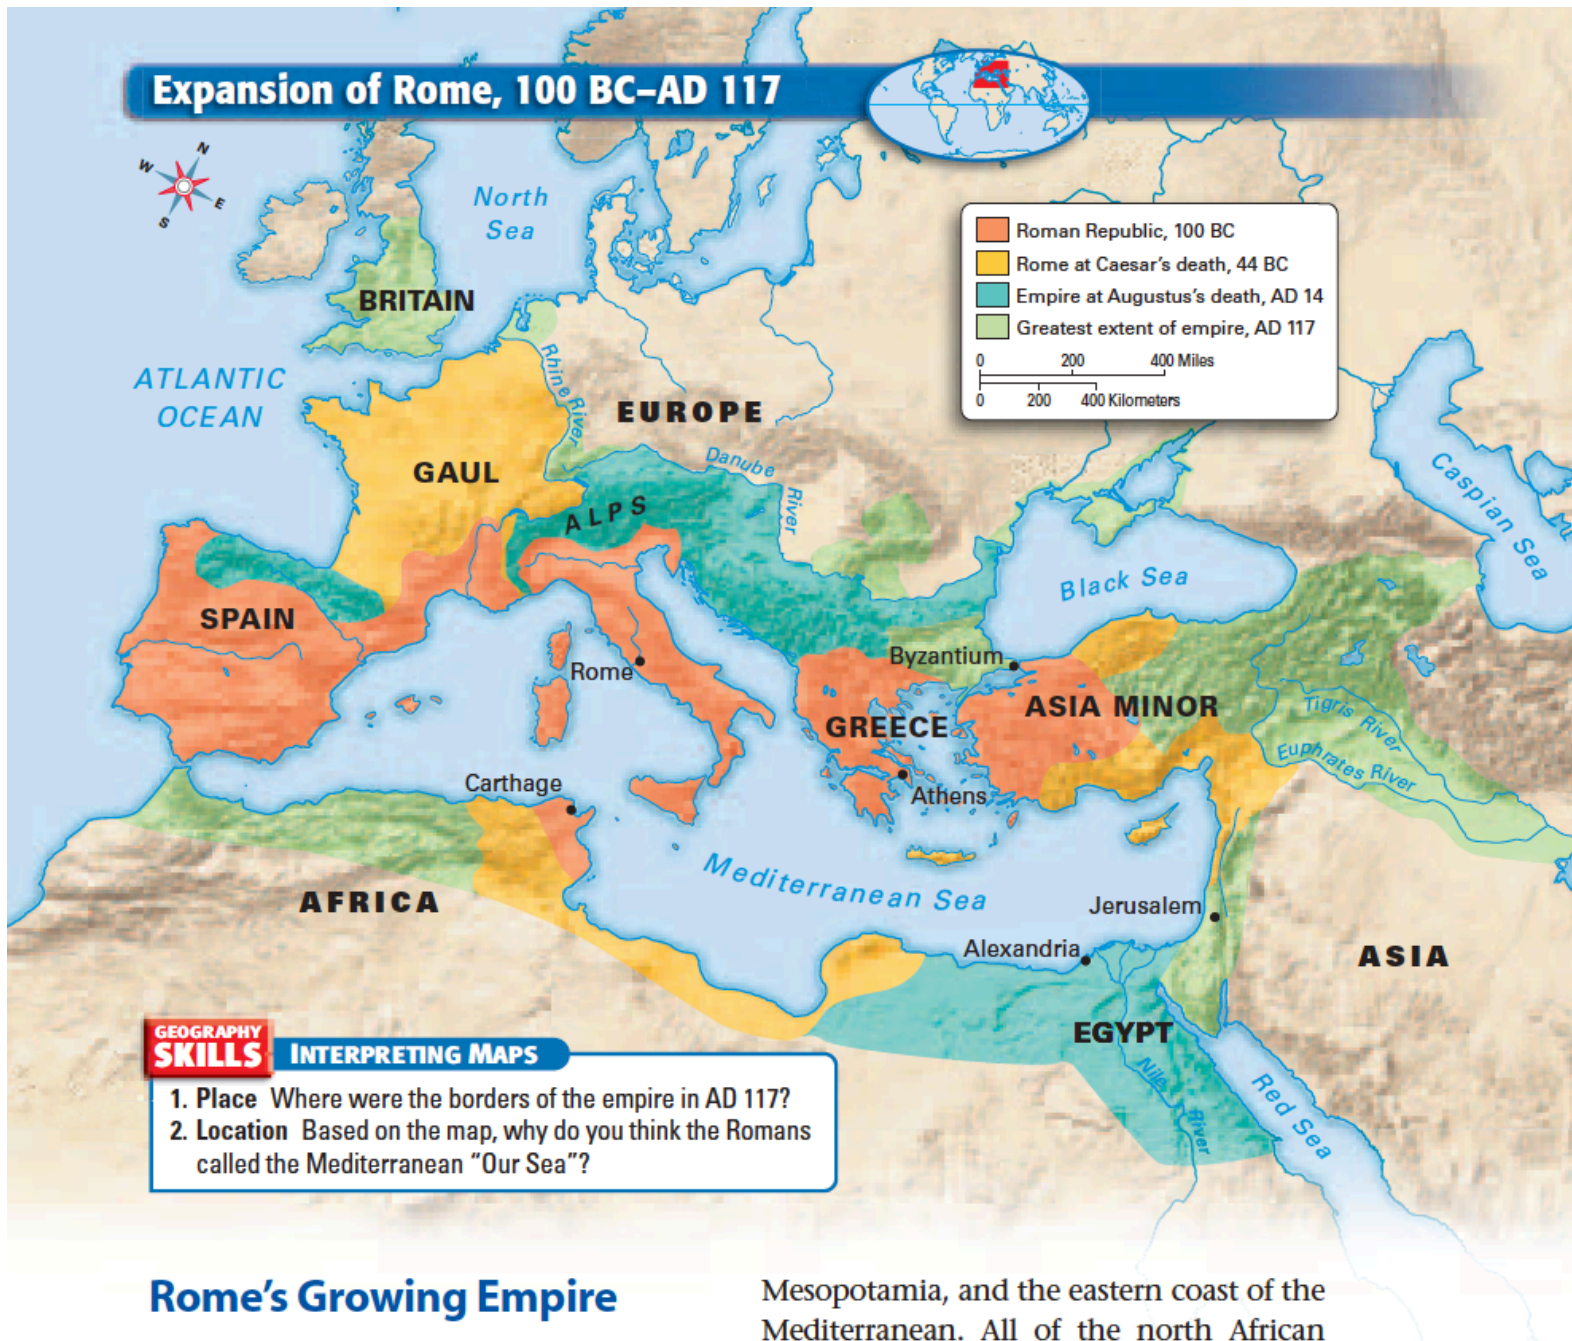 Expansion of Rome, 100 BC–AD 117
N
W
E
S
North
Sea
Roman Republic, 100 BC
Rome at Caesar's death, 44 BC
Empire at Augustus's death, AD 14
Greatest extent of empire, AD 117
0 200 400 Miles
0 200 400 Kilometers
BRITAIN
ATLANTIC
OCEAN
Rhine River
EUROPE
GAUL
Danube
River
ALPS
Caspian Sea
Black Sea
SPAIN
Rome
Byzantium
ASIA MINOR
GREECE
Tigris River
Euphrates River
Carthage
Athens
Mediterranean Sea
AFRICA
Jerusalem
Alexandria
ASIA
EGYPT
Nile
River
Red Sea
GEOGRAPHY
SKILLS
INTERPRETING MAPS
1. Place Where were the borders of the empire in AD 117?
2. Location Based on the map, why do you think the Romans
called the Mediterranean “Our Sea”?
Rome's Growing Empire
Mesopotamia, and the eastern coast of the
Mediterranean. All of the north African